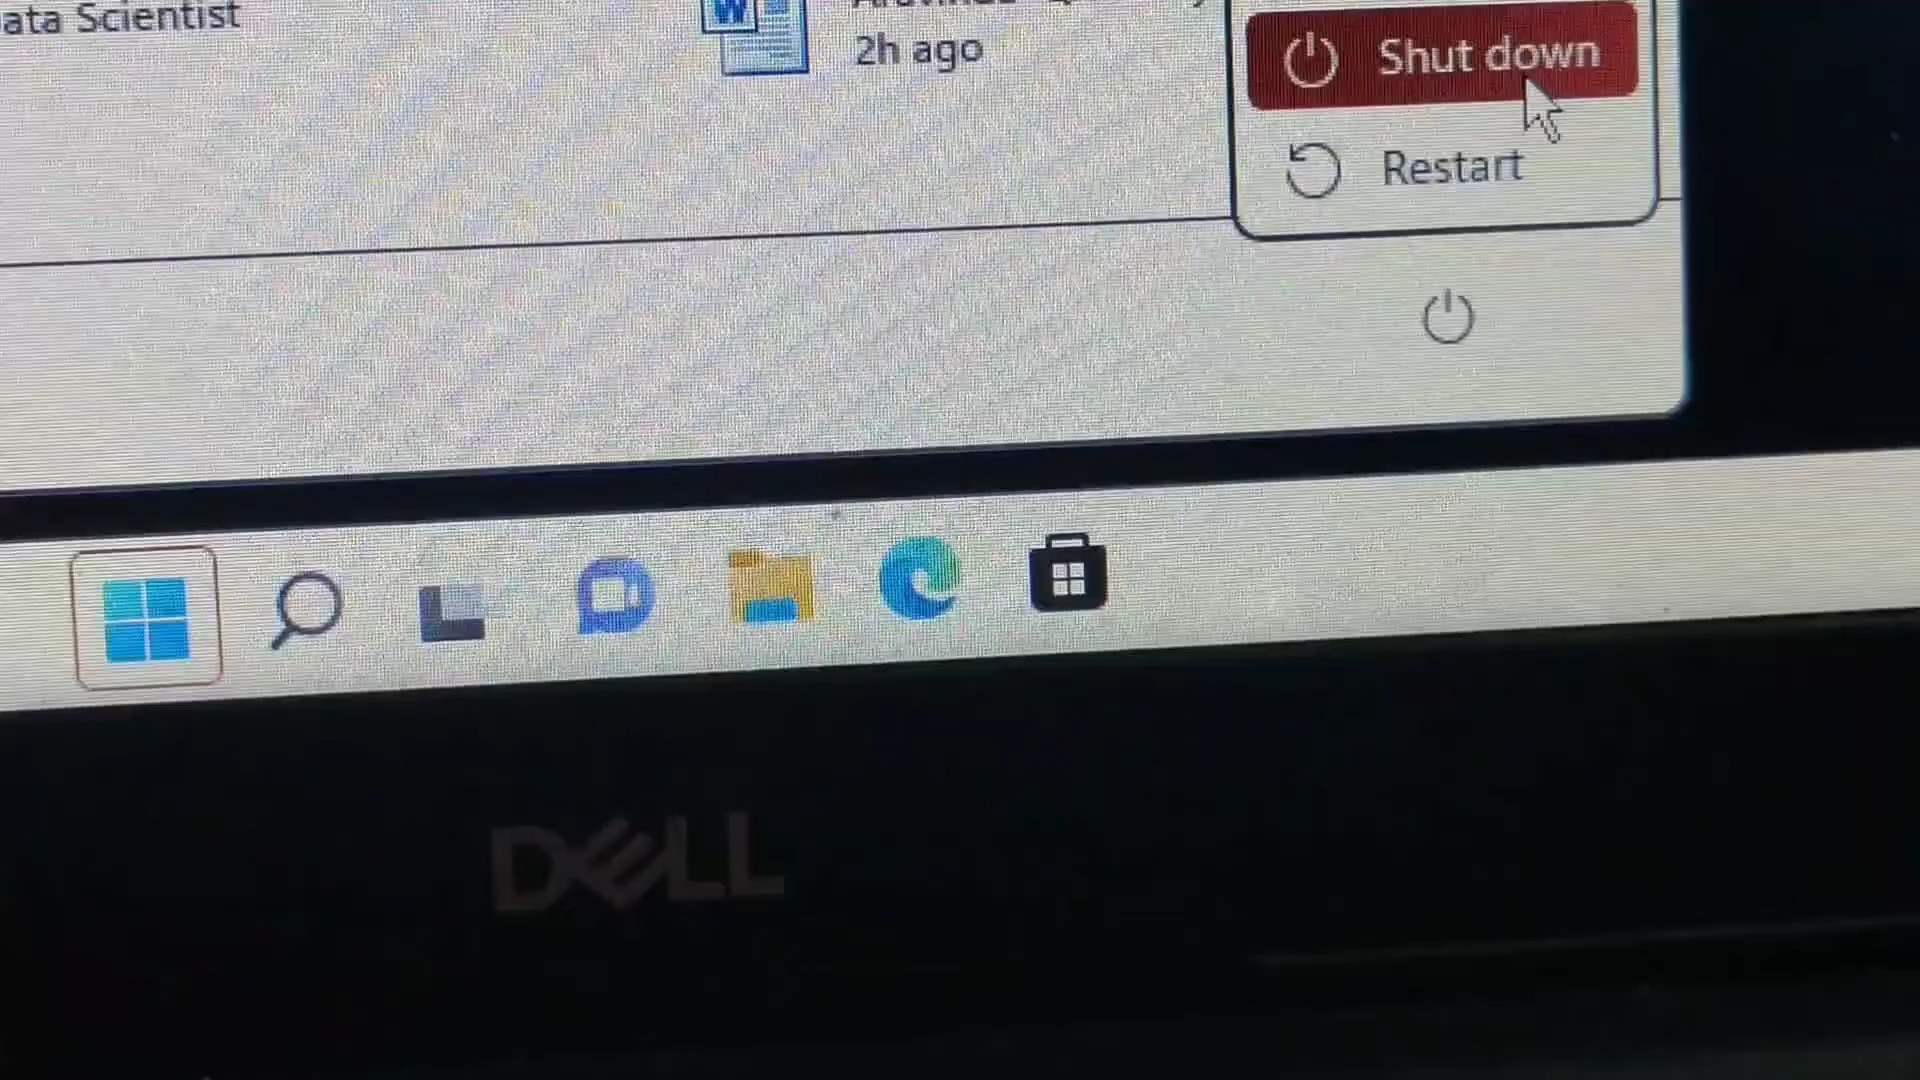 ata Scientist
W
2h ago
Shut down
Restart
DELL